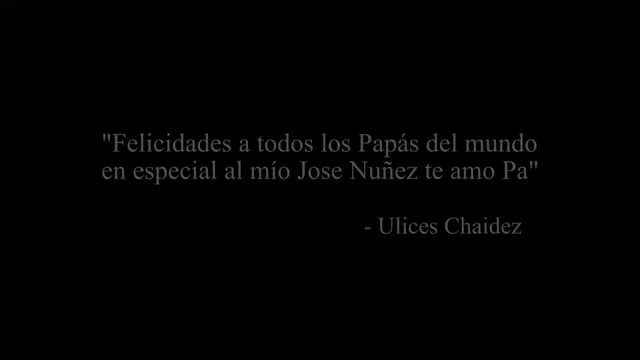 "Felicidades a todos los Papás del mundo
en especial al mío Jose Nuñez te amo Pa"
- Ulices Chaidez